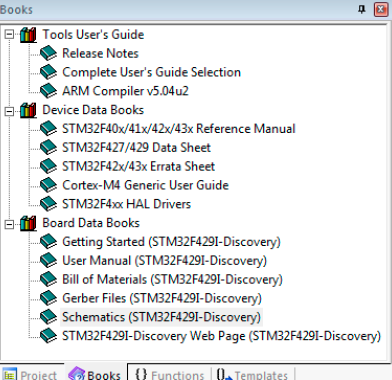 Books
Tools User's Guide
Release Notes
Complete User's Guide Selection
ARM Compiler v5.04u2
Device Data Books
STM32F40x/41x/42x/43x Reference Manual
STM32F427/429 Data Sheet
STM32F42x/43x Errata Sheet
Cortex-M4 Generic User Guide
STM32F4xx HAL Drivers
Board Data Books
Getting Started (STM32F429I-Discovery)
User Manual (STM32F429I-Discovery)
Bill of Materials (STM32F429I-Discovery)
Gerber Files (STM32F429I-Discovery)
Schematics (STM32F429I-Discovery)
STM32F429I-Discovery Web Page (STM32F429I-Discovery)
Project Books {} Functions 0 Templates